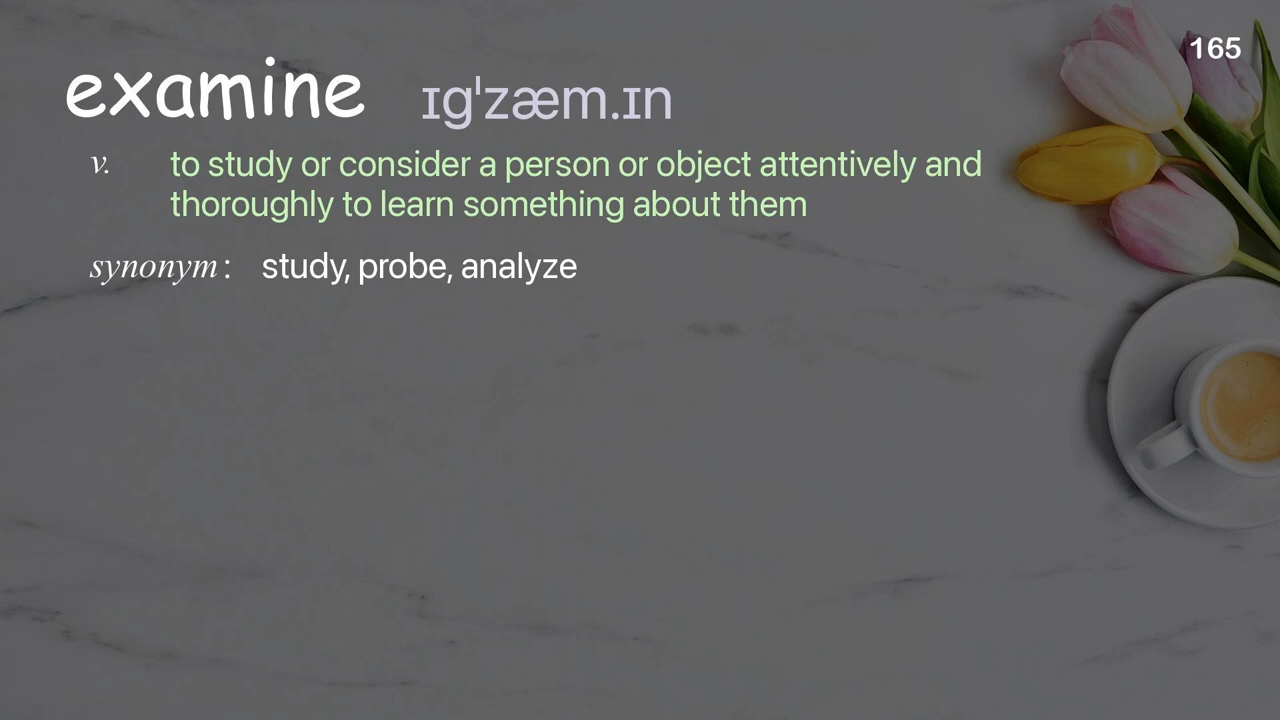 165
examine ɪgˈzæm.ɪn
v. to study or consider a person or object attentively and
thoroughly to learn something about them
synonym : study, probe, analyze